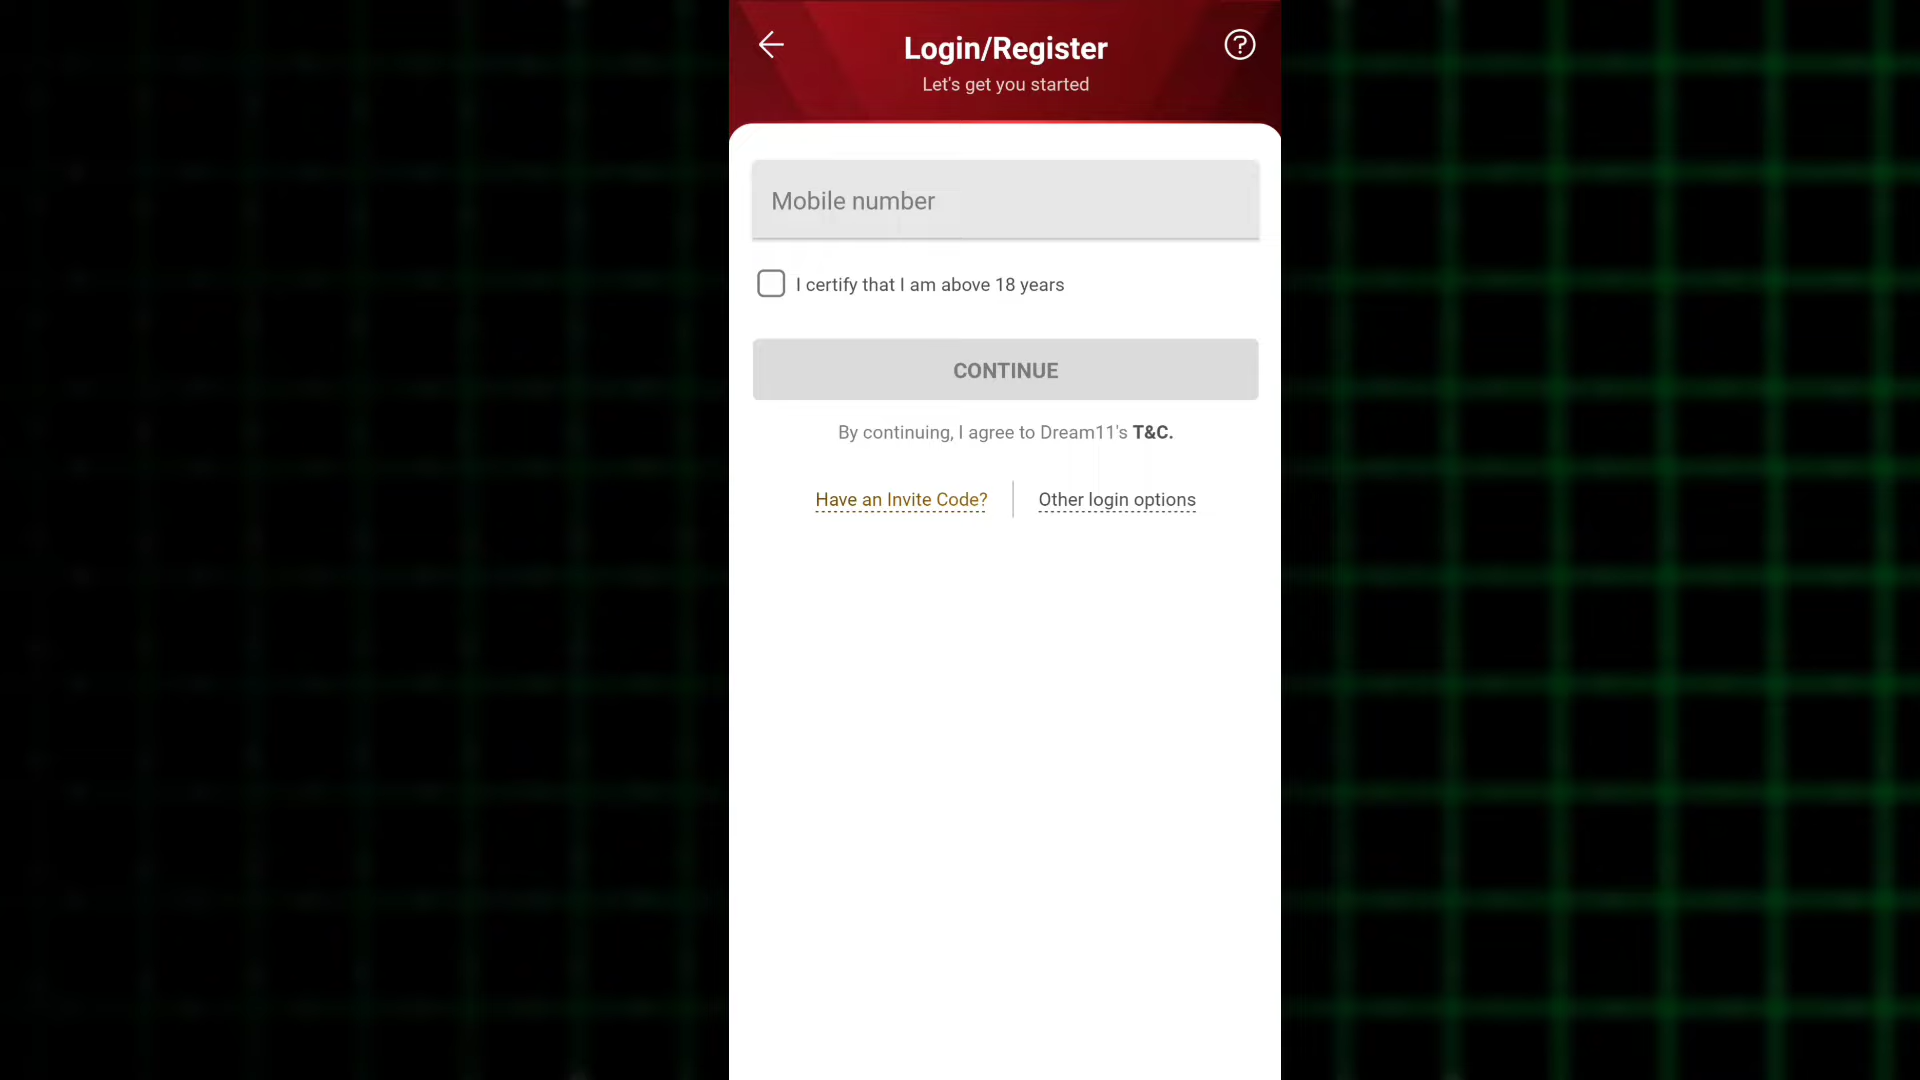 Login/Register
Let's get you started
Mobile number
I certify that I am above 18 years
CONTINUE
By continuing, I agree to Dream11's T&C.
Have an Invite Code?
Other login options